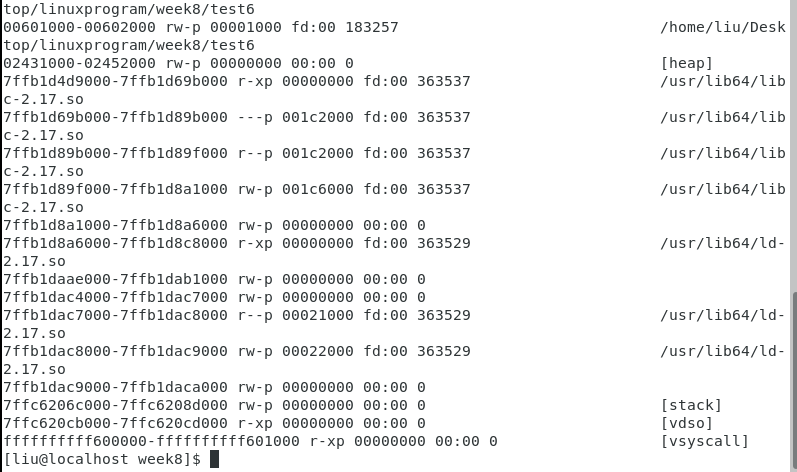 top/linuxprogram/week8/test6
00601000-00602000 rw-p 00001000 fd:00 183257 /home/liu/Desk
top/linuxprogram/week8/test6
02431000-02452000 rw-p 00000000 00:00 0 [heap]
7ffb1d4d9000-7ffb1d69b000 r-xp 00000000 fd:00 363537 /usr/lib64/lib
c-2.17.so
7ffb1d69b000-7ffb1d89b000 ---p 001c2000 fd:00 363537 /usr/lib64/lib
c-2.17.so
7ffb1d89b000-7ffb1d89f000 r--p 001c2000 fd:00 363537 /usr/lib64/lib
c-2.17.so
7ffb1d89f000-7ffb1d8a1000 rw-p 001c6000 fd:00 363537 /usr/lib64/lib
c-2.17.so
7ffb1d8a1000-7ffb1d8a6000 rw-p 00000000 00:00 0
7ffb1d8a6000-7ffb1d8c8000 r-xp 00000000 fd:00 363529 /usr/lib64/ld-
2.17.so
7ffb1daae000-7ffb1dab1000 rw-p 00000000 00:00 0
7ffb1dac4000-7ffb1dac7000 rw-p 00000000 00:00 0
7ffb1dac7000-7ffb1dac8000 r--p 00021000 fd:00 363529 /usr/lib64/ld-
2.17.so
7ffb1dac8000-7ffb1dac9000 rw-p 00022000 fd:00 363529 /usr/lib64/ld-
2.17.so
7ffb1dac9000-7ffb1daca000 rw-p 00000000 00:00 0
7ffc6206c000-7ffc6208d000 rw-p 00000000 00:00 0 [stack]
7ffc620cb000-7ffc620cd000 r-xp 00000000 00:00 0 [vdso]
ffffffffff600000-ffffffffff601000 r-xp 00000000 00:00 0 [vsyscall]
[liu@localhost week8]$